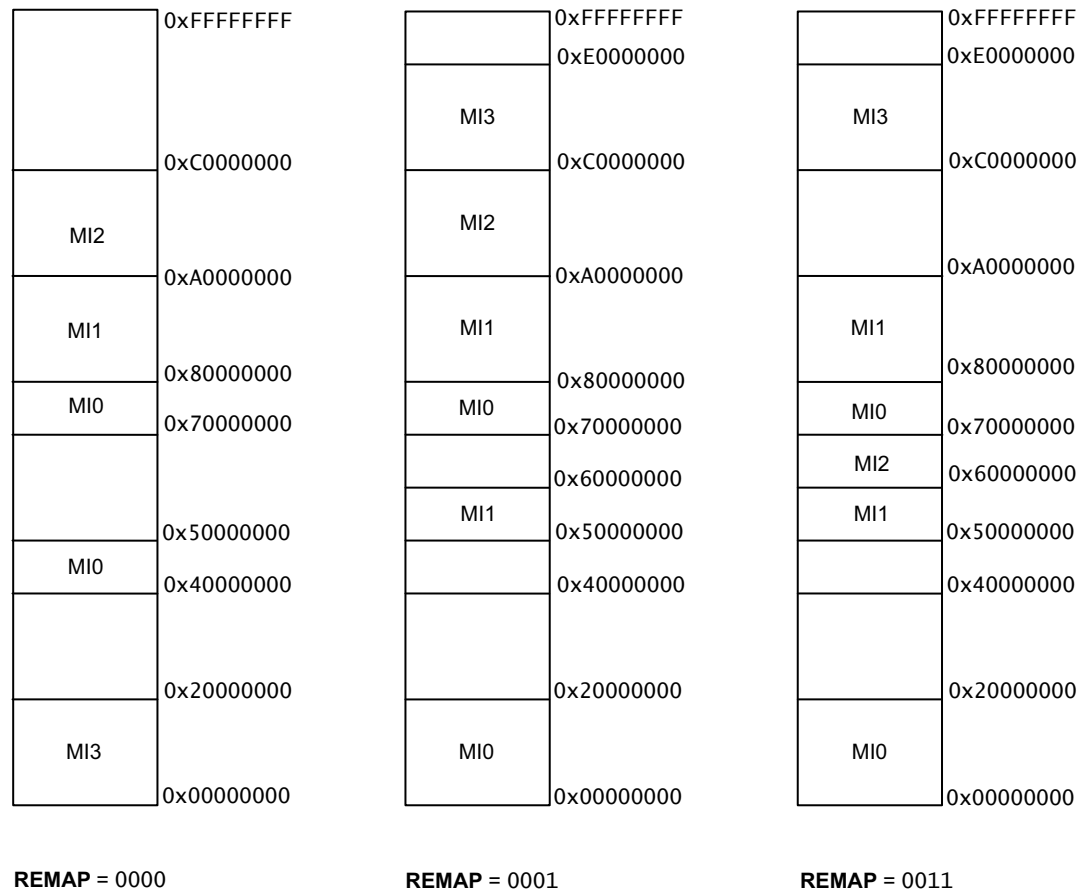 0xFFFFFFFF
0xC0000000
MI2
0xA0000000
MI1
0x80000000
MI0
0x70000000
0x50000000
MI0
0x40000000
0x20000000
MI3
0x00000000
REMAP = 0000
0xFFFFFFFF
0xE0000000
MI3
0xC0000000
MI2
0xA0000000
MI1
0x80000000
MI0
0x70000000
0x60000000
MI1
0x50000000
0x40000000
0x20000000
MI0
0x00000000
REMAP = 0001
0xFFFFFFFF
0xE0000000
MI3
0xC0000000
0xA0000000
MI1
0x80000000
MI0
0x70000000
MI2
0x60000000
MI1
0x50000000
0x40000000
0x20000000
MI0
0x00000000
REMAP = 0011